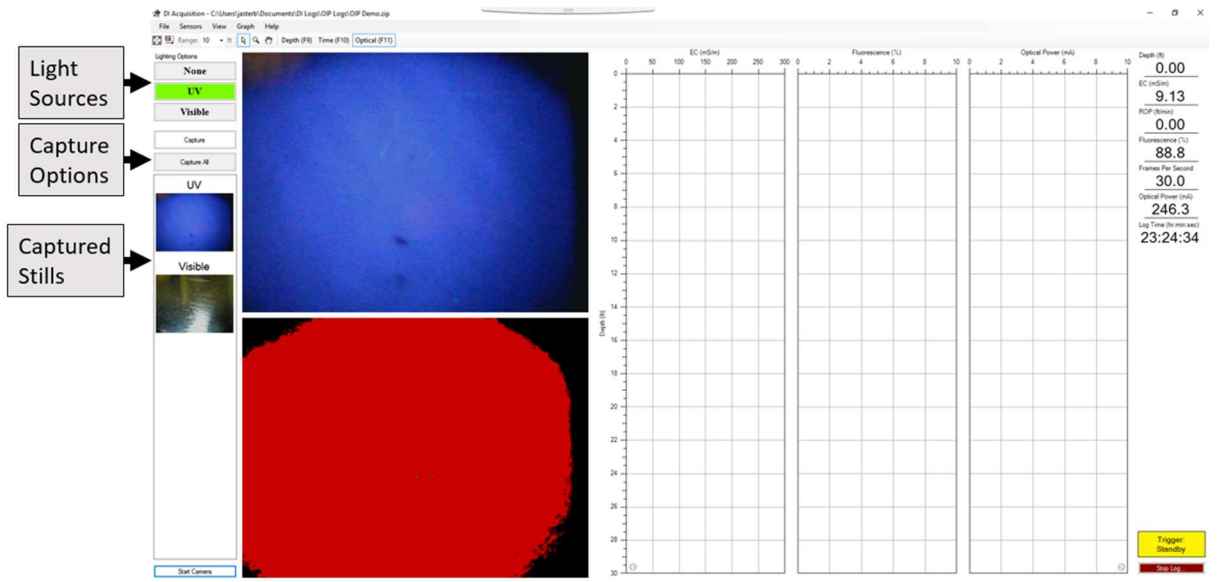 DI Acquisition - C:\Users\jasterb\Documents\DI Logs\OIP Logs\OIP Demo.zip
File Sensors View Graph Help
Range: 10 ft Depth (F9) Time (F10) Optical (F11)
Light
Sources
Capture
Options
Captured
Stills
Lighting Options
None
UV
Visible
Capture
Capture All
UV
Visible
Start Camera
EC (mS/m)
0 50 100 150 200 250 300
Fluorescence (%)
0 2 4 6 8 10
Optical Power (mA)
0 2 4 6 8 10
Depth (ft)
0
2
4
6
8
10
12
14
16
18
20
22
24
26
28
30
Depth (ft)
0.00
EC (mS/m)
9.13
ROP (ft/min)
0.00
Fluorescence (%)
88.8
Frames Per Second
30.0
Optical Power (mA)
246.3
Log Time (hr:min:sec)
23:24:34
Trigger:
Standby
Stop Log...